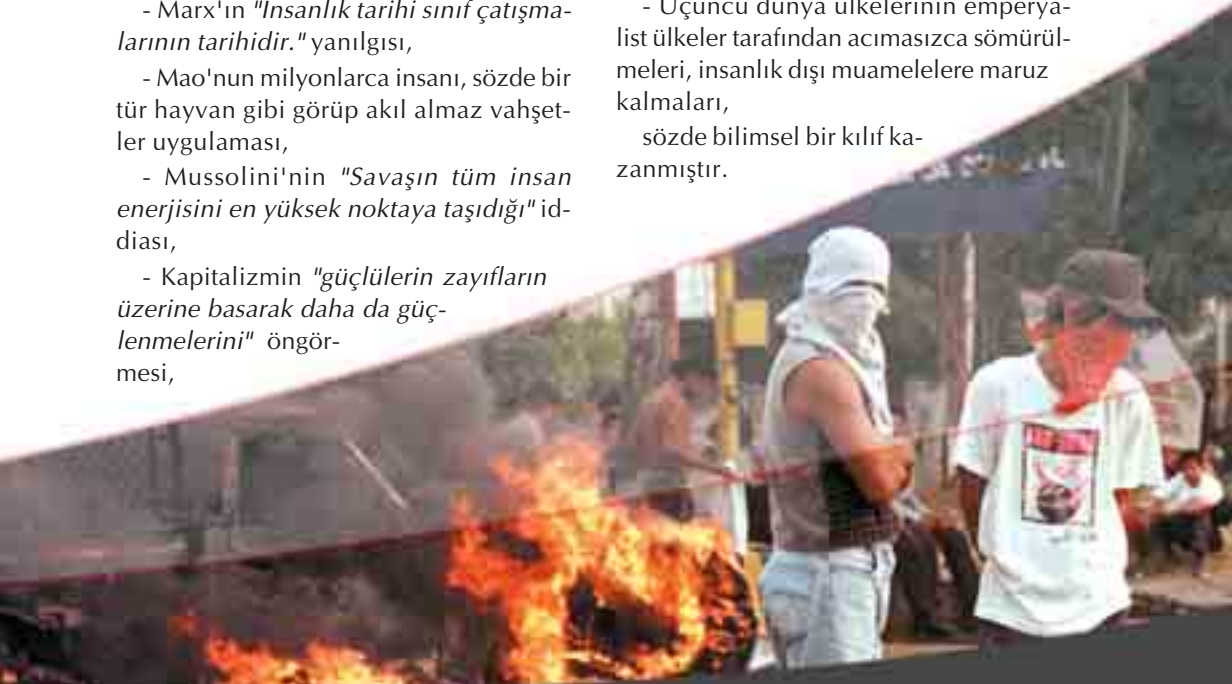 - Marx'ın "İnsanlık tarihi sınıf çatışma-
larının tarihidir." yanılgısı,
- Mao'nun milyonlarca insanı, sözde bir
tür hayvan gibi görüp akıl almaz vahşet-
ler uygulaması,
- Mussolini'nin "Savaşın tüm insan
enerjisini en yüksek noktaya taşıdığı" id-
diası,
- Kapitalizmin "güçlülerin zayıfların
üzerine basarak daha da güç-
lenmelerini" öngör-
mesi,
- Üçüncü dünya ülkelerinin emperya-
list ülkeler tarafından acımasızca sömürül-
meleri, insanlık dışı muamelelere maruz
kalmaları,
sözde bilimsel bir kılıf ka-
zanmıştır.